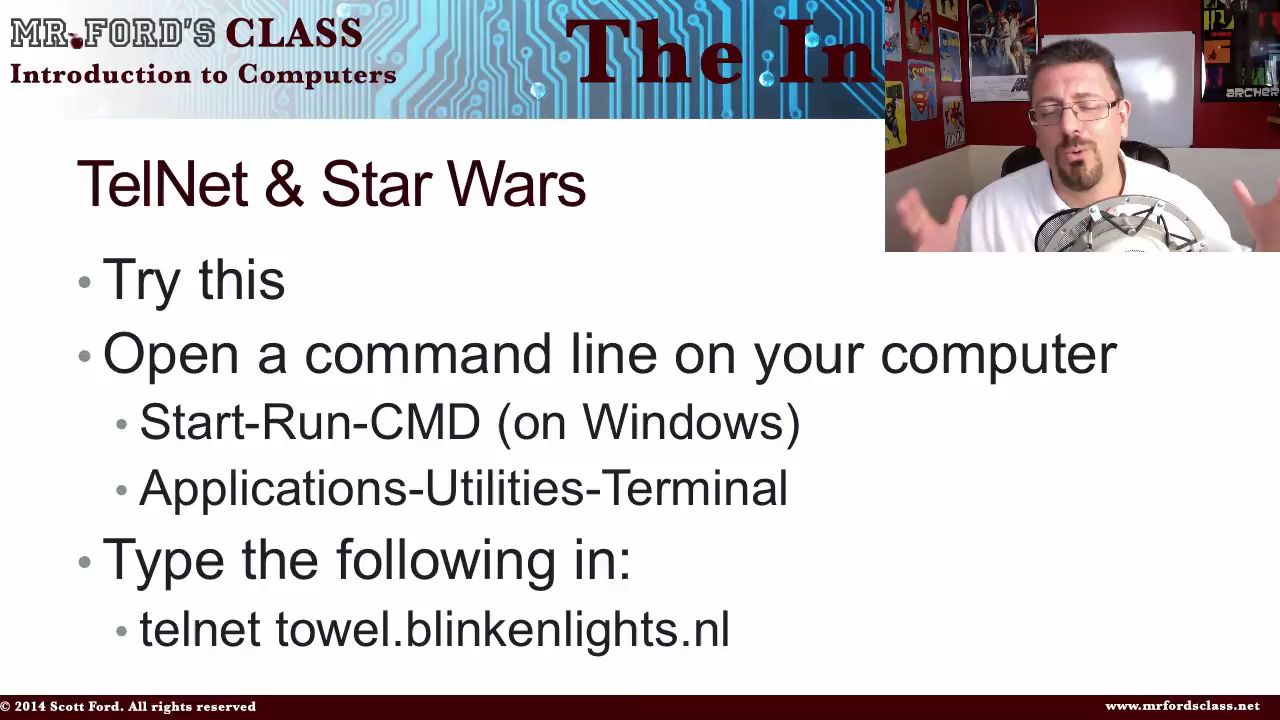 MR. FORD'S CLASS
Introduction to Computers
The In
ARCHER
TelNet & Star Wars
• Try this
• Open a command line on your computer
• Start-Run-CMD (on Windows)
• Applications-Utilities-Terminal
• Type the following in:
• telnet towel.blinkenlights.nl
© 2014 Scott Ford. All rights reserved
www.mrfordsclass.net